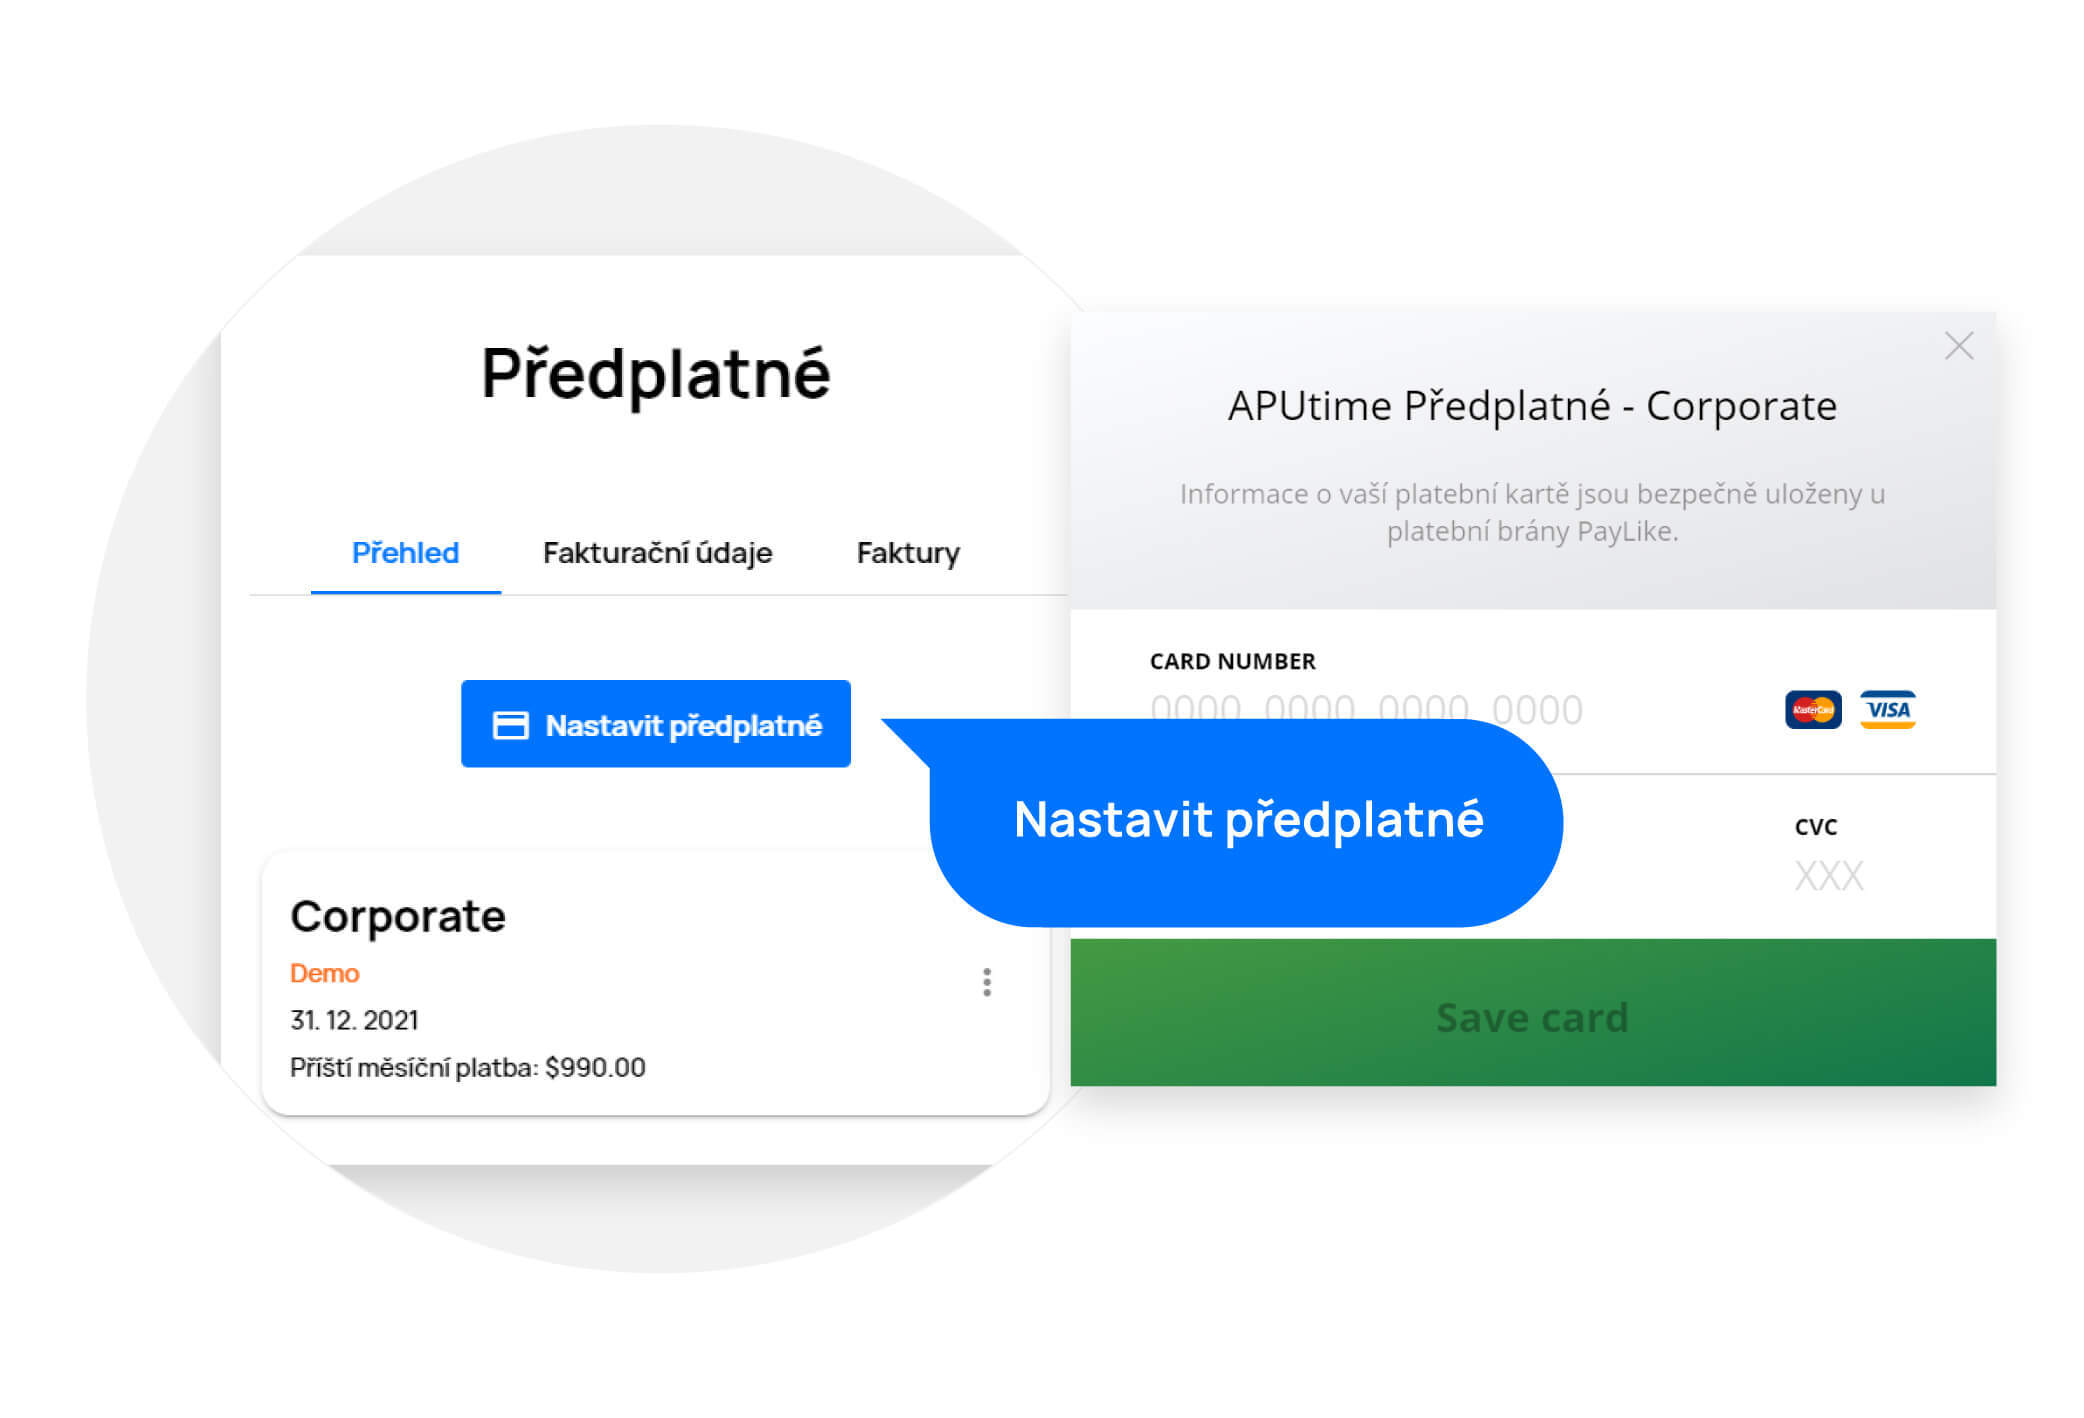 Předplatné
Přehled
Fakturační údaje
Faktury
Nastavit předplatné
Corporate
Demo
31. 12. 2021
Příští měsíční platba: $990.00
APUtime Předplatné - Corporate
Informace o vaší platební kartě jsou bezpečně uloženy u
platební brány PayLike.
CARD NUMBER
0000 0000 0000 0000
MasterCard
VISA
Nastavit předplatné
CVC
XXX
Save card